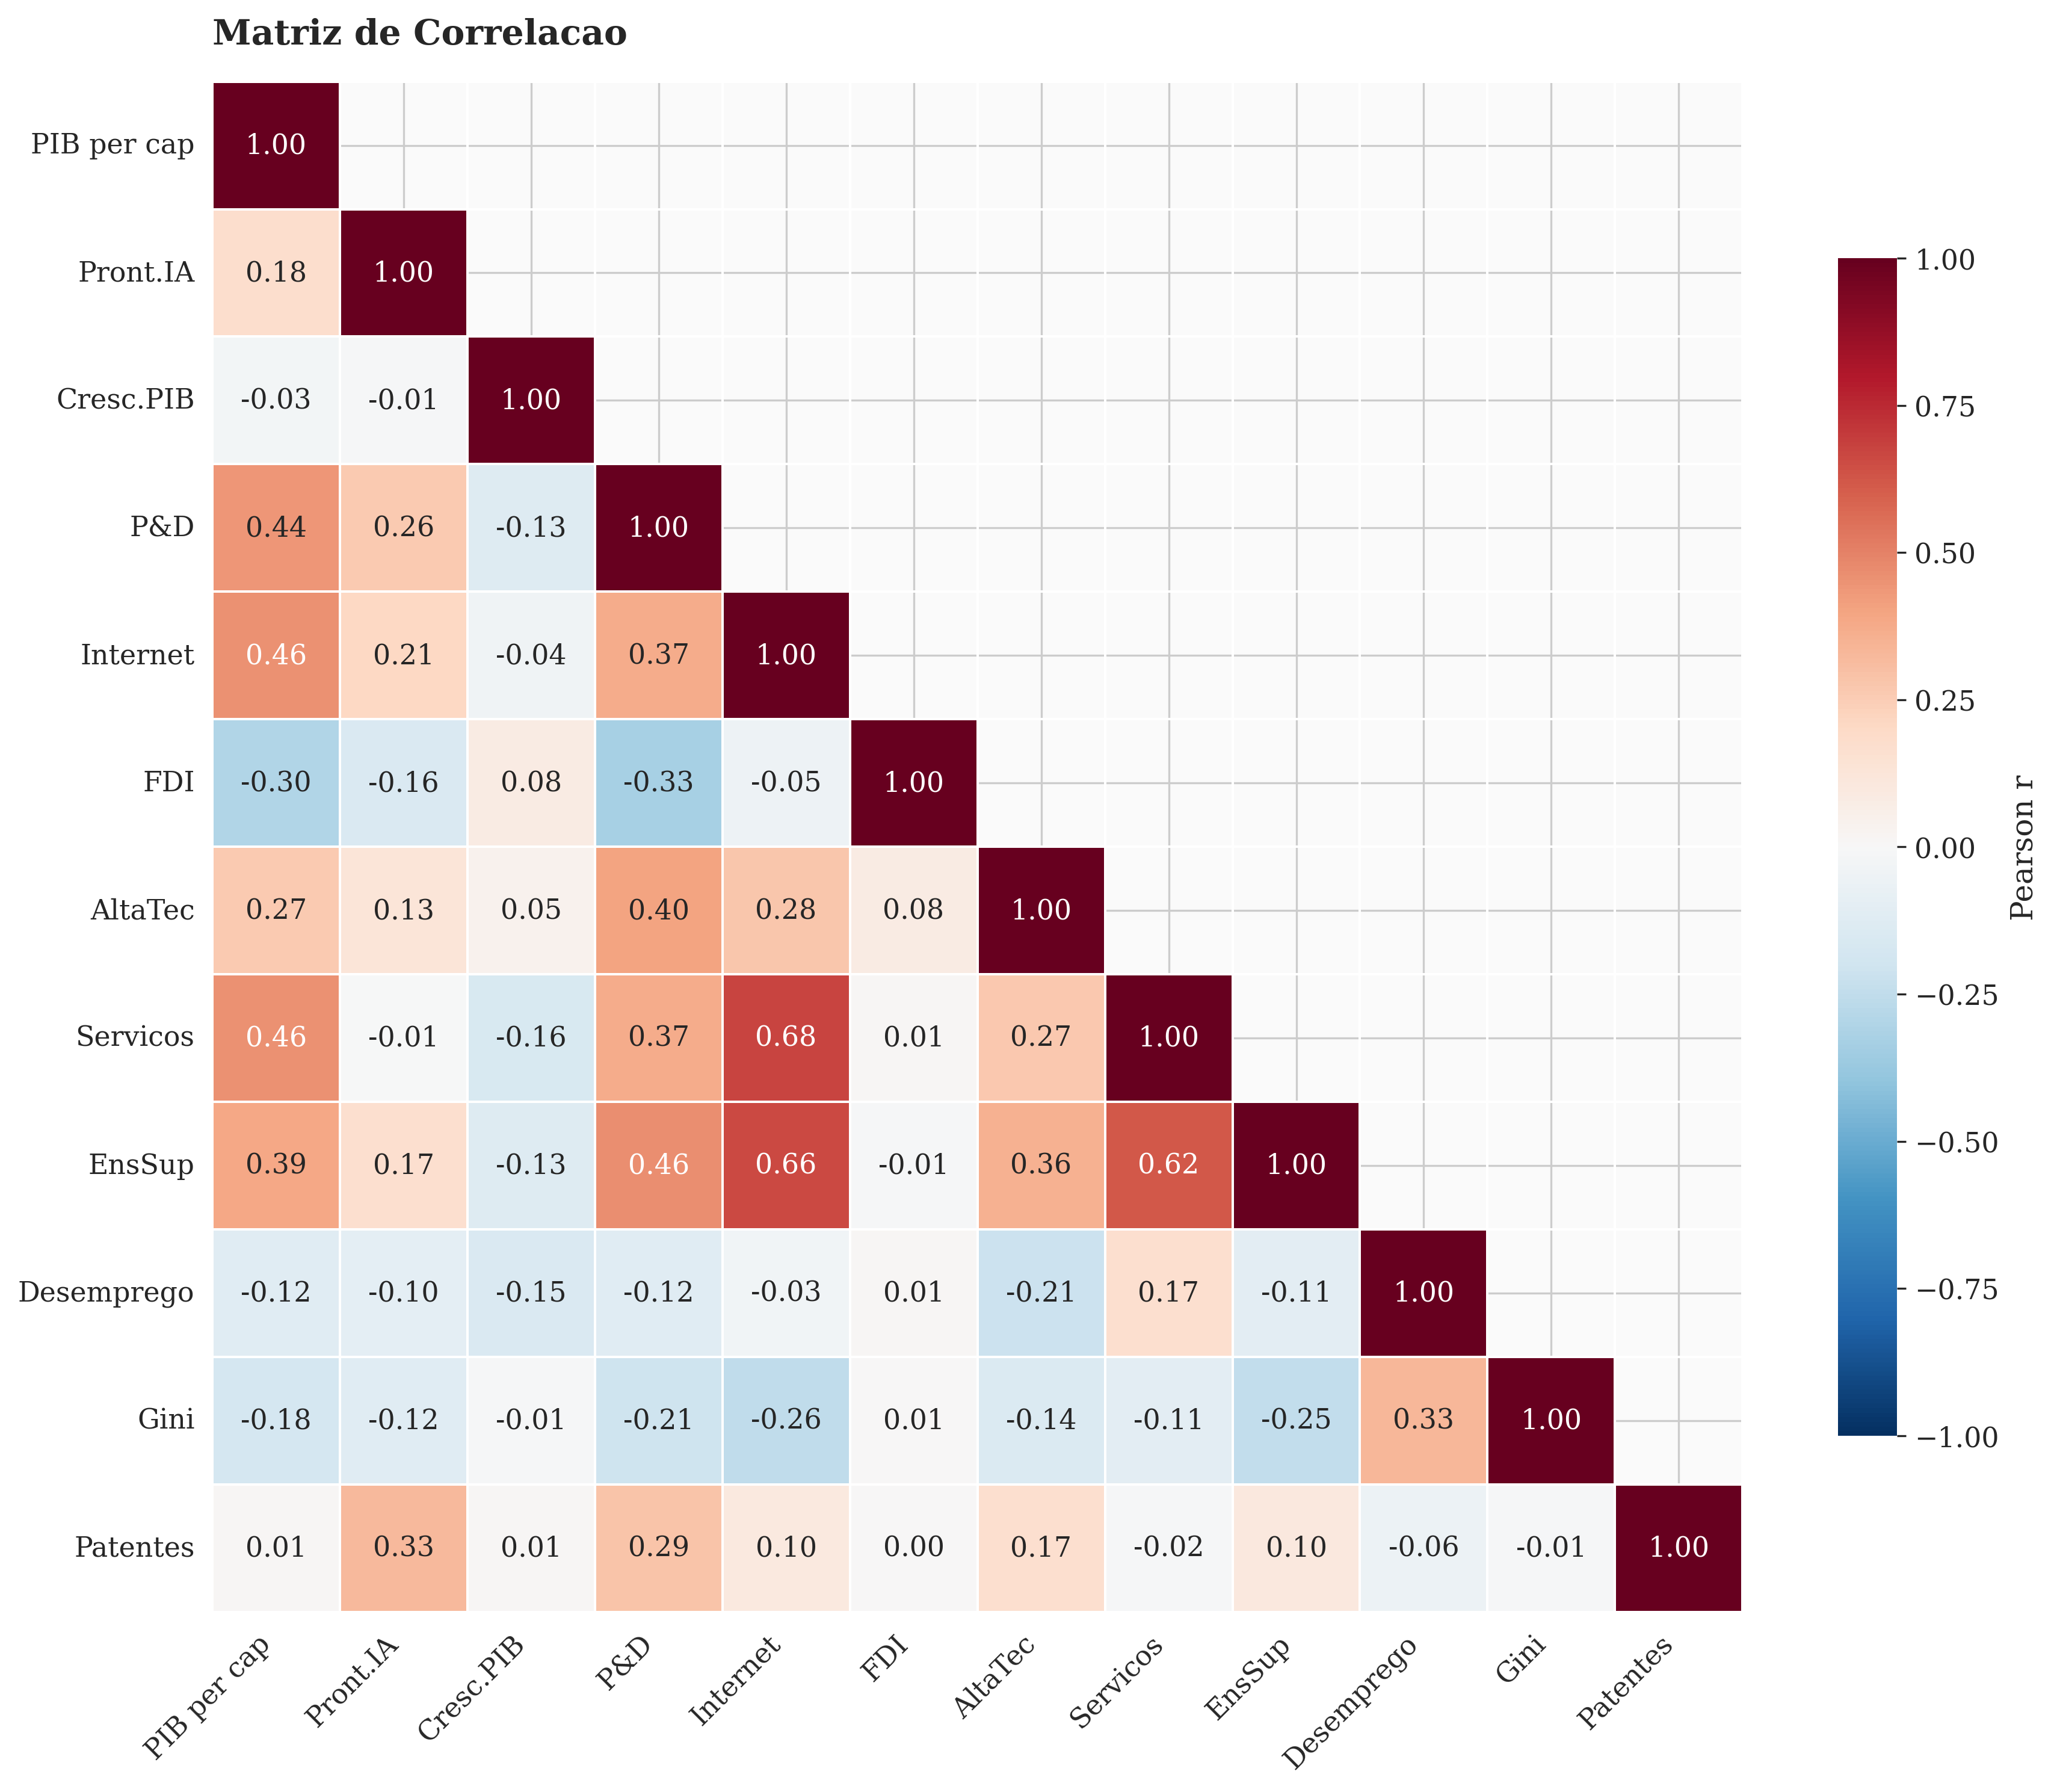 Matriz de Correlacao
PIB per cap 1.00
Pront.IA 0.18 1.00
Cresc.PIB -0.03 -0.01 1.00
P&D 0.44 0.26 -0.13 1.00
Internet 0.46 0.21 -0.04 0.37 1.00
FDI -0.30 -0.16 0.08 -0.33 -0.05 1.00
AltaTec 0.27 0.13 0.05 0.40 0.28 0.08 1.00
Servicos 0.46 -0.01 -0.16 0.37 0.68 0.01 0.27 1.00
EnsSup 0.39 0.17 -0.13 0.46 0.66 -0.01 0.36 0.62 1.00
Desemprego -0.12 -0.10 -0.15 -0.12 -0.03 0.01 -0.21 0.17 -0.11 1.00
Gini -0.18 -0.12 -0.01 -0.21 -0.26 0.01 -0.14 -0.11 -0.25 0.33 1.00
Patentes 0.01 0.33 0.01 0.29 0.10 0.00 0.17 -0.02 0.10 -0.06 -0.01 1.00
PIB per cap Pront.IA Cresc.PIB P&D Internet FDI AltaTec Servicos EnsSup Desemprego Gini Patentes
1.00
0.75
0.50
0.25
0.00
−0.25
−0.50
−0.75
−1.00
Pearson r